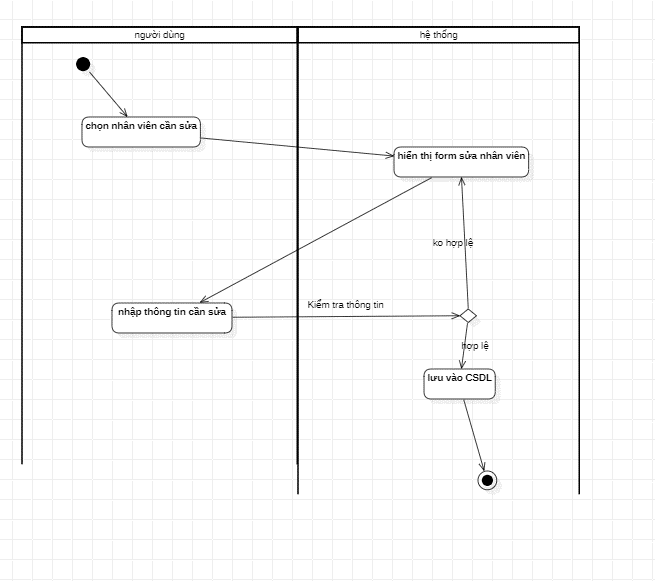 người dùng
hệ thống
chọn nhân viên cần sửa
hiển thị form sửa nhân viên
ko hợp lệ
Kiểm tra thông tin
nhập thông tin cần sửa
hợp lệ
lưu vào CSDL